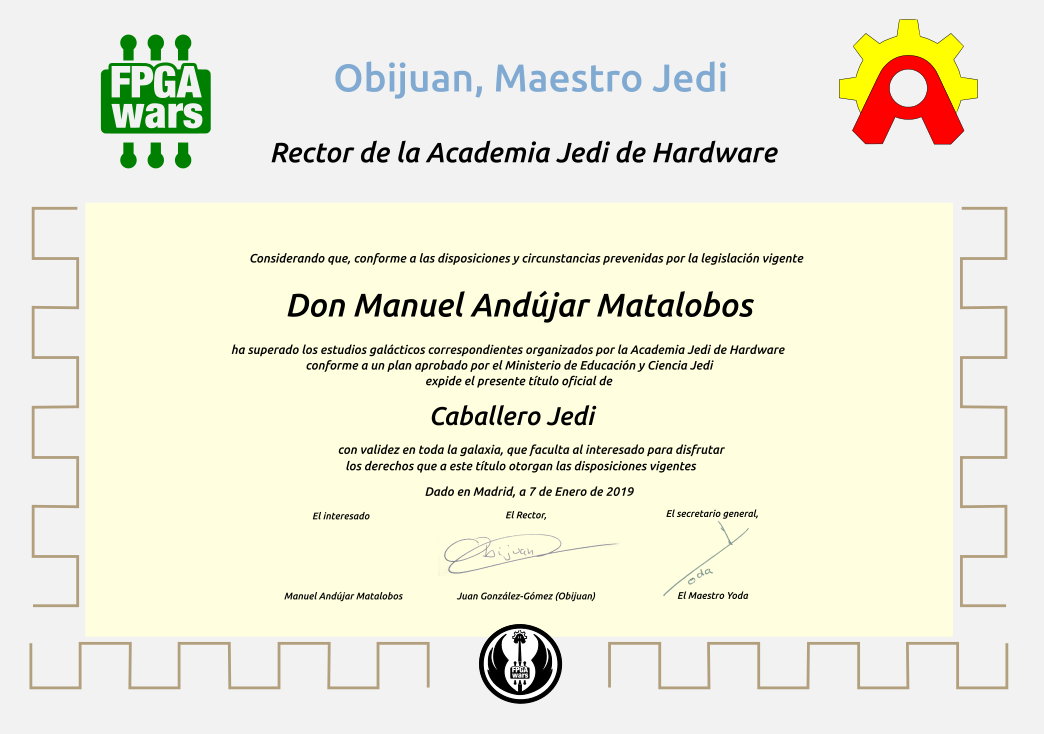 FPGA
wars
Obijuan, Maestro Jedi
Rector de la Academia Jedi de Hardware
Considerando que, conforme a las disposiciones y circunstancias prevenidas por la legislación vigente
Don Manuel Andújar Matalobos
ha superado los estudios galácticos correspondientes organizados por la Academia Jedi de Hardware
conforme a un plan aprobado por el Ministerio de Educación y Ciencia Jedi
expide el presente título oficial de
Caballero Jedi
con validez en toda la galaxia, que faculta al interesado para disfrutar
los derechos que a este título otorgan las disposiciones vigentes
Dado en Madrid, a 7 de Enero de 2019
El interesado
El Rector,
El secretario general,
Obijuan
Yoda
Manuel Andújar Matalobos
Juan González-Gómez (Obijuan)
El Maestro Yoda
FPGA
wars